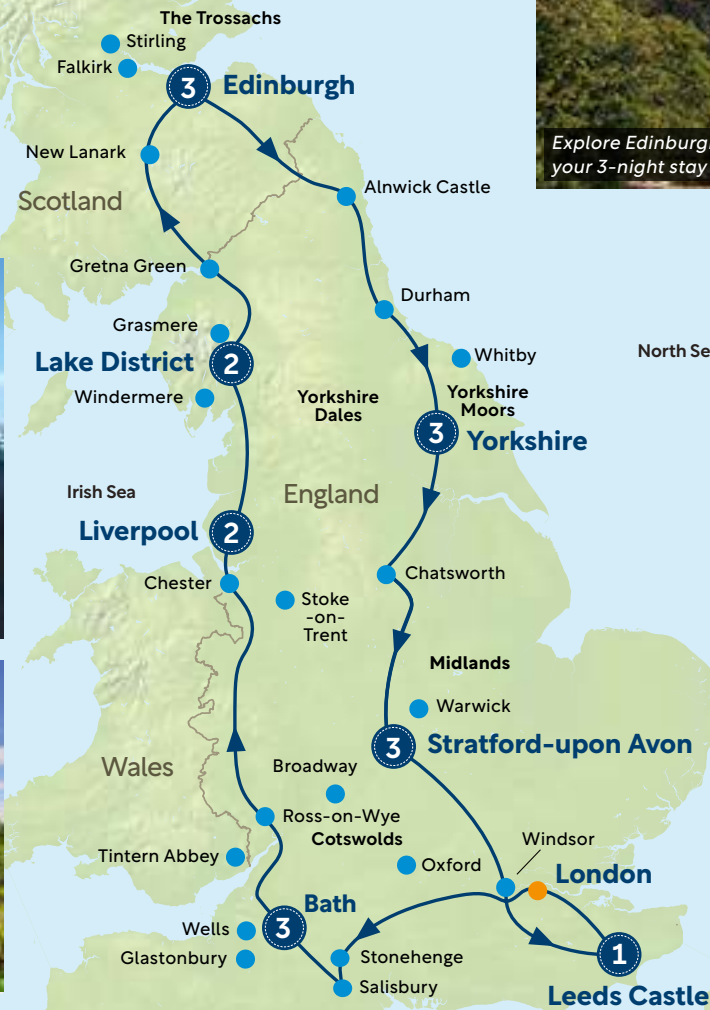 The Trossachs
Stirling
Falkirk
3
Edinburgh
Explore Edinburg
your 3-night stay
New Lanark
Alnwick Castle
Scotland
Gretna Green
Durham
Grasmere
Whitby
North Se
Lake District
2
Windermere
Yorkshire
Dales
Yorkshire
Moors
3
Yorkshire
Irish Sea
England
Liverpool
2
Chester
Stoke
-on-
Trent
Chatsworth
Midlands
Warwick
3
Stratford-upon Avon
Wales
Broadway
Ross-on-Wye
Cotswolds
Windsor
Tintern Abbey
Oxford
London
Bath
3
Wells
Glastonbury
Stonehenge
Salisbury
1
Leeds Castle